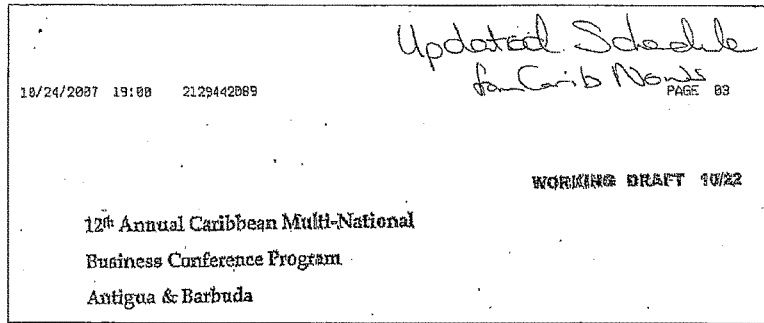 Updated Schedule
for Carib News
10/24/2007 19:00 2129442089 PAGE 03
WORKING DRAFT 10/22
12th Annual Caribbean Multi-National
Business Conference Program
Antigua & Barbuda